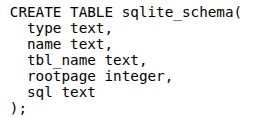 CREATE TABLE sqlite_schema(
  type text,
  name text,
  tbl_name text,
  rootpage integer,
  sql text
);